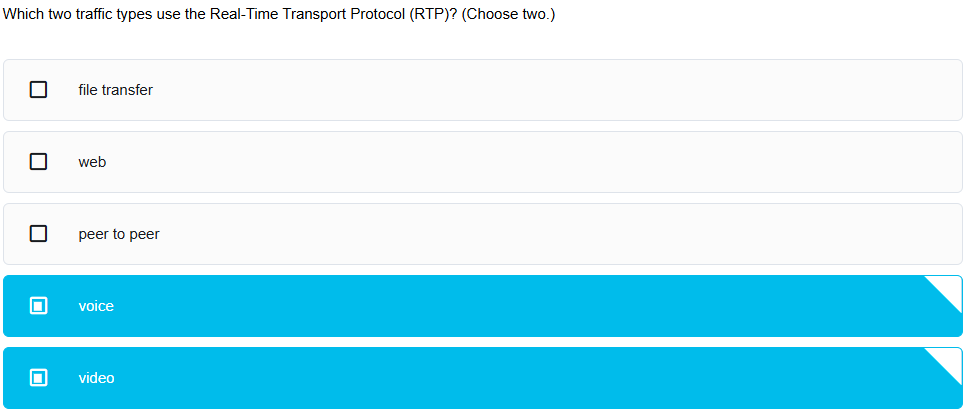 Which two traffic types use the Real-Time Transport Protocol (RTP)? (Choose two.)
file transfer
web
peer to peer
voice
video